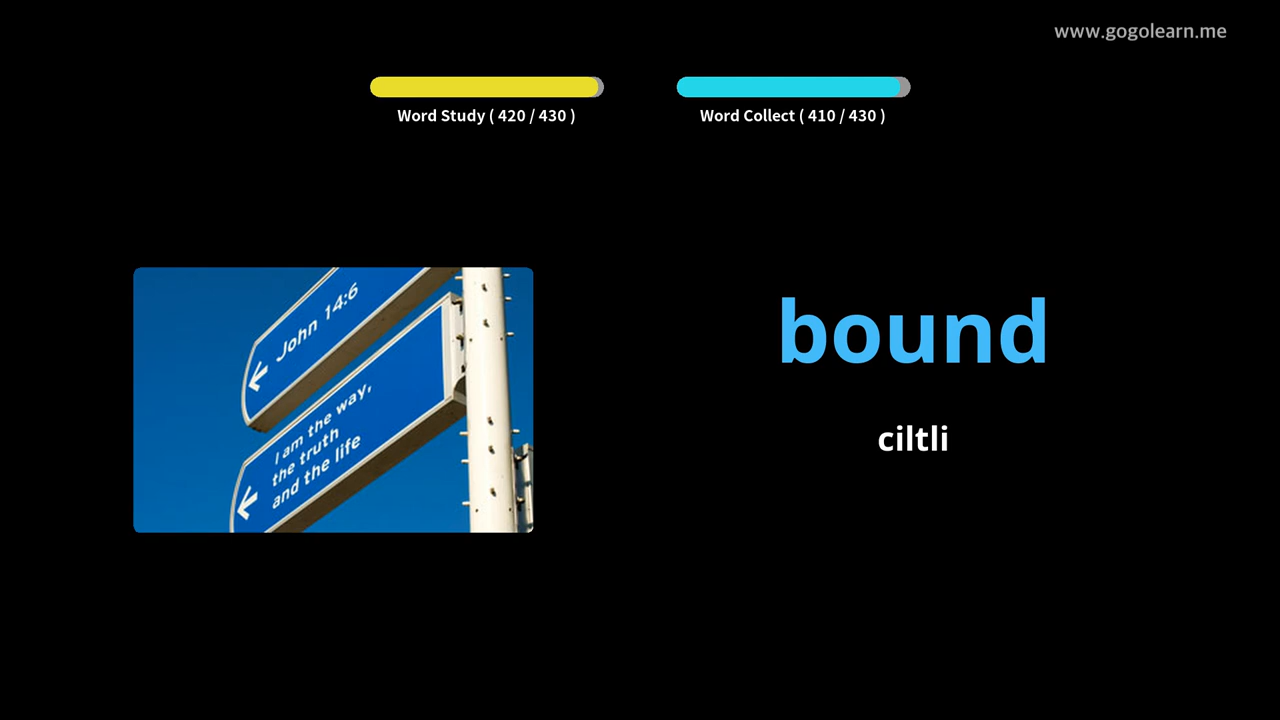 www.gogolearn.me
Word Study ( 420 / 430 )
Word Collect ( 410 / 430 )
John 14:6
I am the way,
the truth
and the life
bound
ciltli